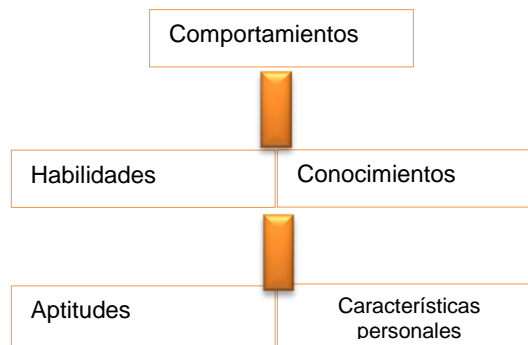 Comportamientos
Habilidades
Conocimientos
Aptitudes
Características
personales